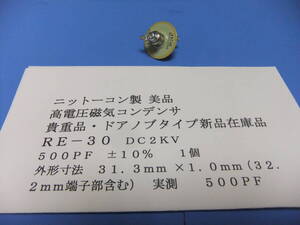 ニットーコン製 美品
高電圧磁気コンデンサ
貴重品・ドアノブタイプ新品在庫品
RE-30 DC2KV
500PF ±10% 1個
外形寸法 31.3mm×1.0mm(32.
2mm端子部含む) 実測 500PF